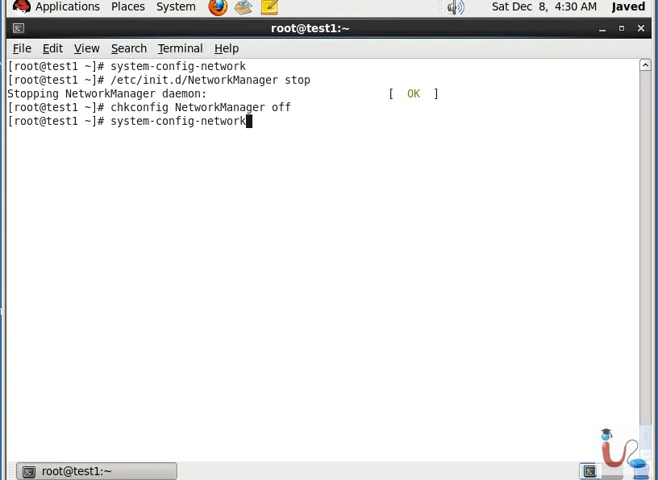 Applications Places System Sat Dec 8, 4:30 AM Javed
root@test1:~
File Edit View Search Terminal Help
[root@test1 ~]# system-config-network
[root@test1 ~]# /etc/init.d/NetworkManager stop
Stopping NetworkManager daemon: [ OK ]
[root@test1 ~]# chkconfig NetworkManager off
[root@test1 ~]# system-config-network
root@test1:~